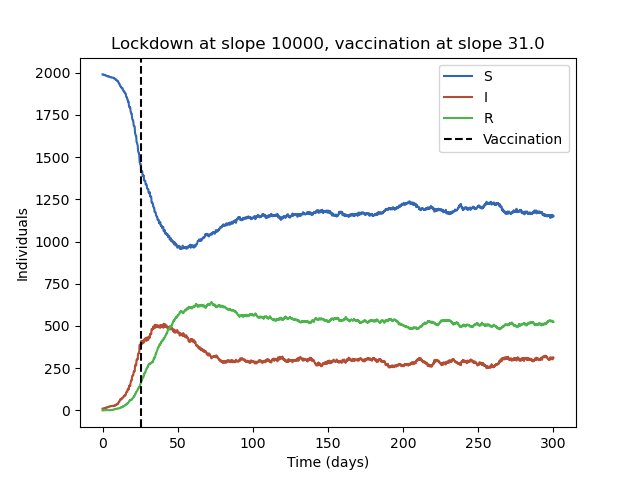 Lockdown at slope 10000, vaccination at slope 31.0
S
I
R
Vaccination
Individuals
2000
1750
1500
1250
1000
750
500
250
0
0 50 100 150 200 250 300
Time (days)